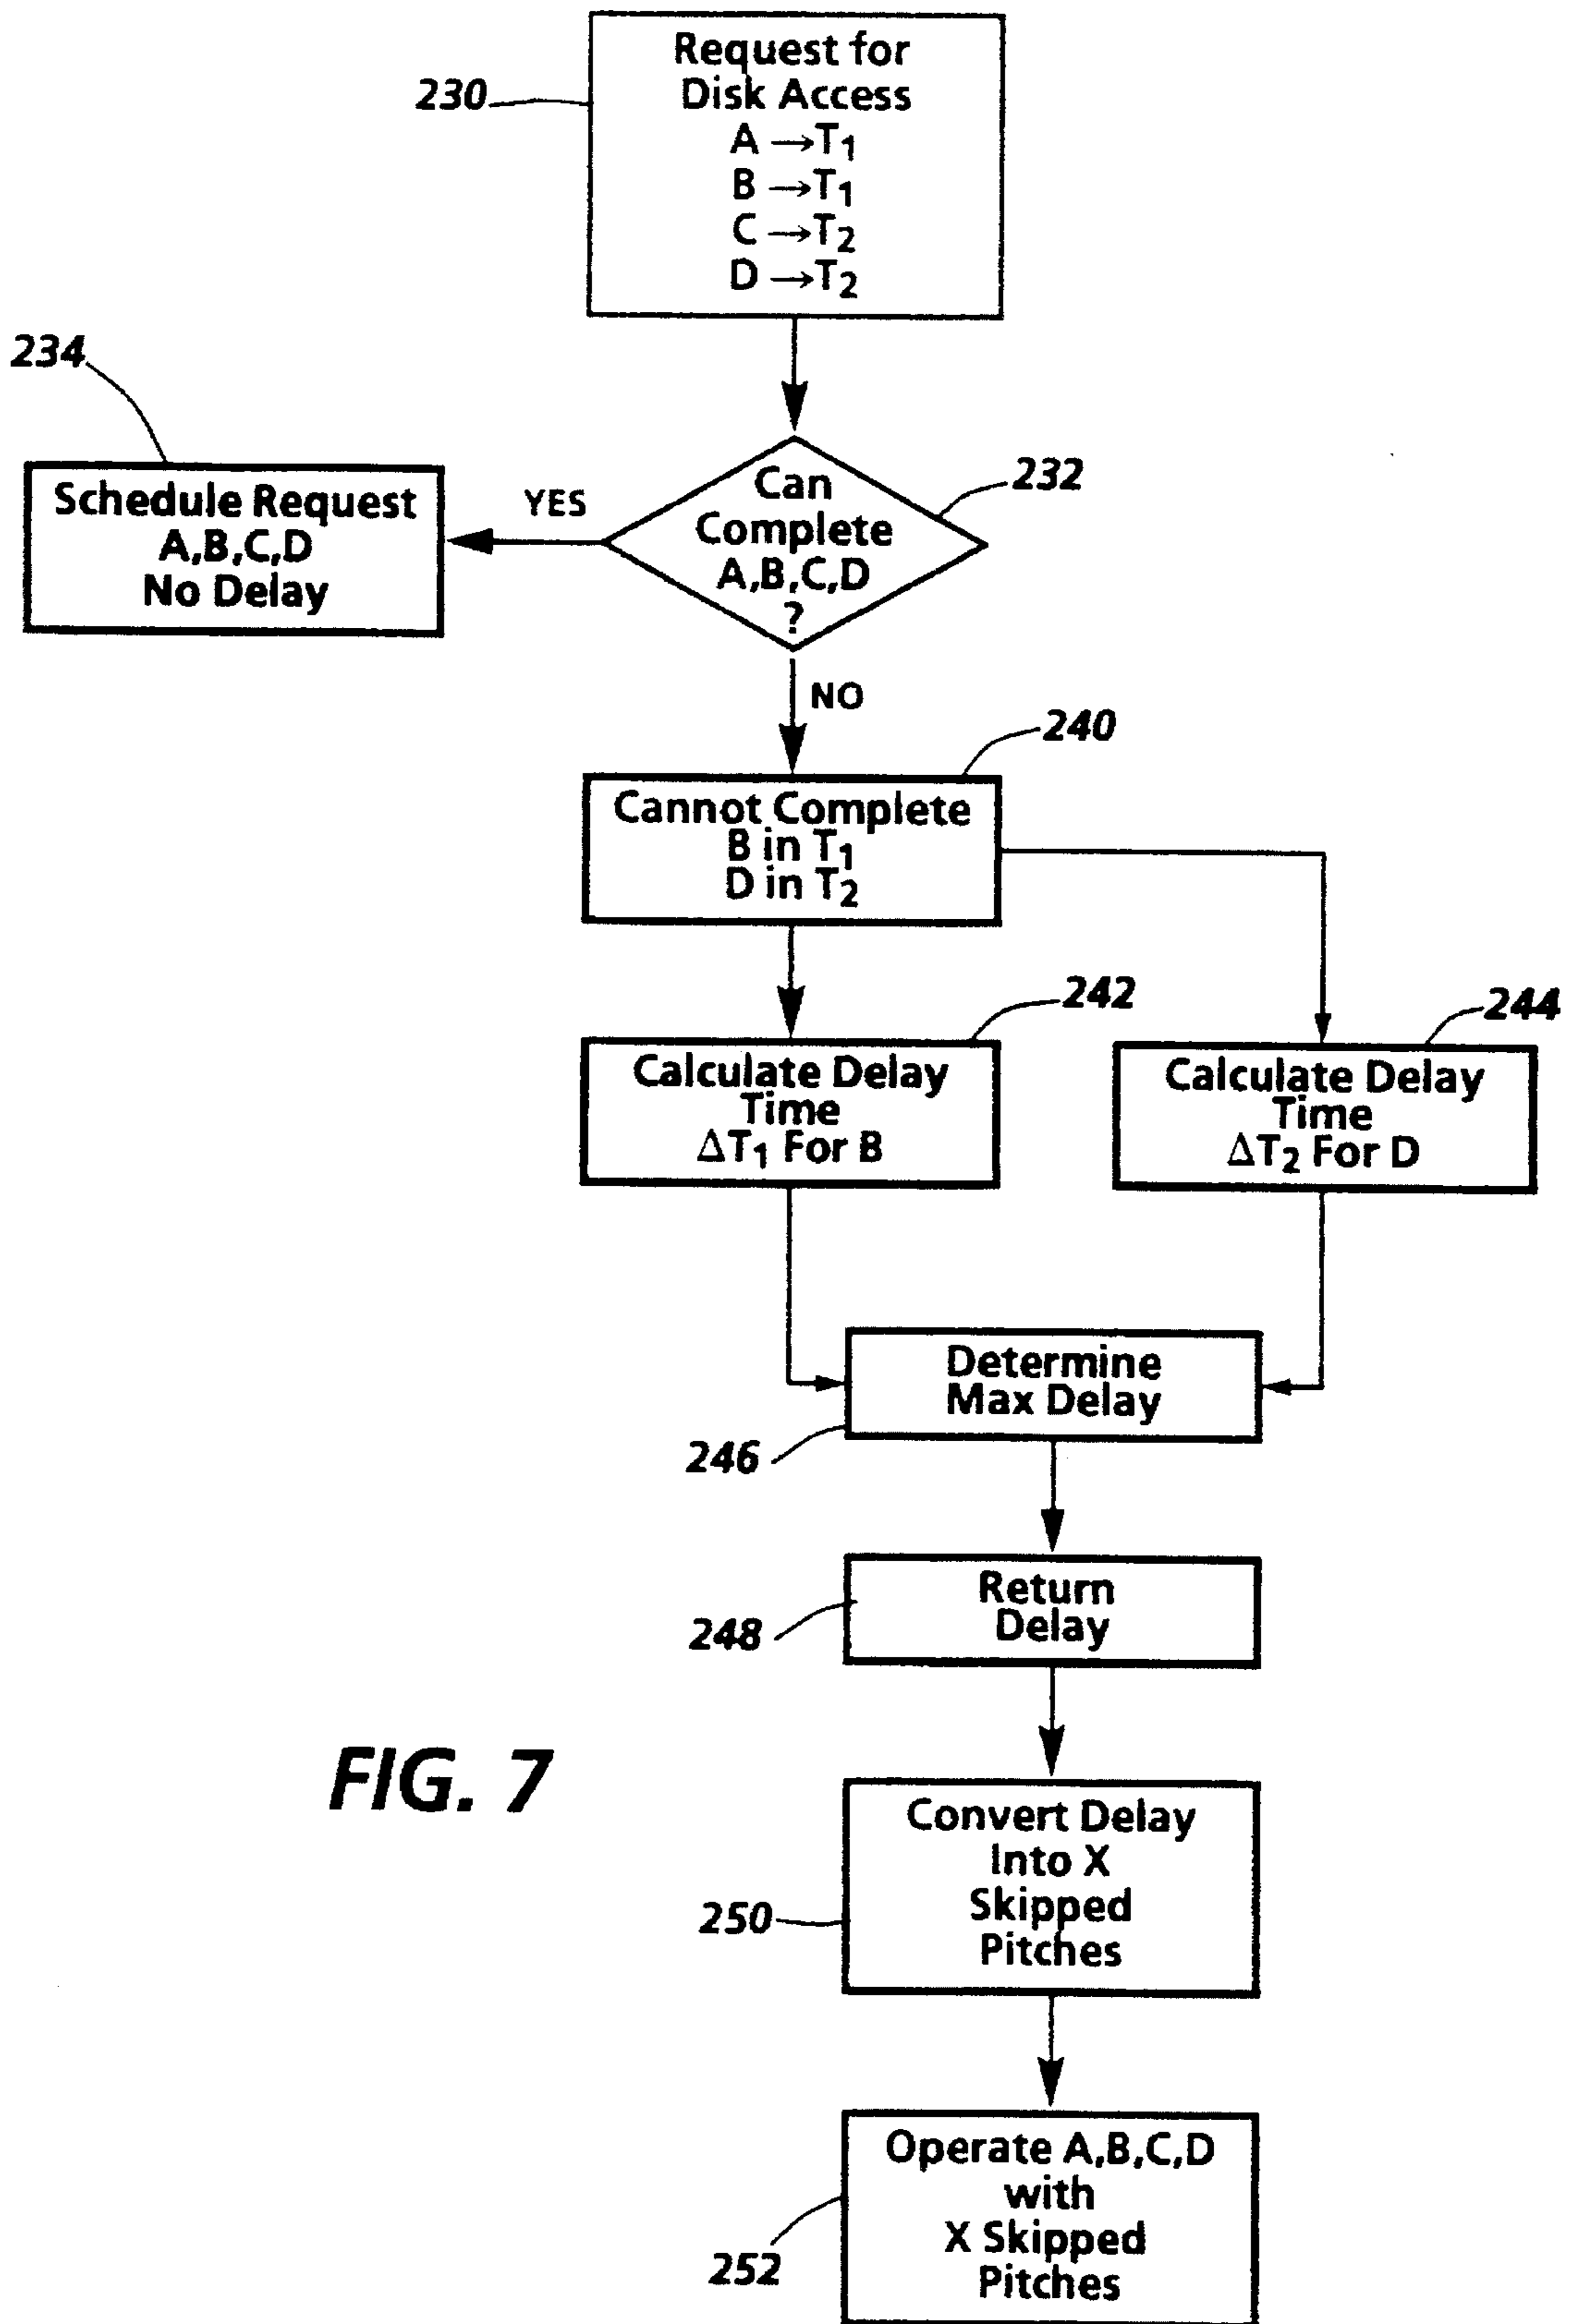 Request for
Disk Access
A →T₁
B →T₁
C →T₂
D →T₂
230
234
Schedule Request
A,B,C,D
No Delay
YES
Can
Complete
A,B,C,D
?
232
NO
240
Cannot Complete
B in T₁
D in T₂
242
Calculate Delay
Time
ΔT₁ For B
244
Calculate Delay
Time
ΔT₂ For D
Determine
Max Delay
246
Return
Delay
248
FIG. 7
Convert Delay
Into X
Skipped
Pitches
250
Operate A,B,C,D
with
X Skipped
Pitches
252